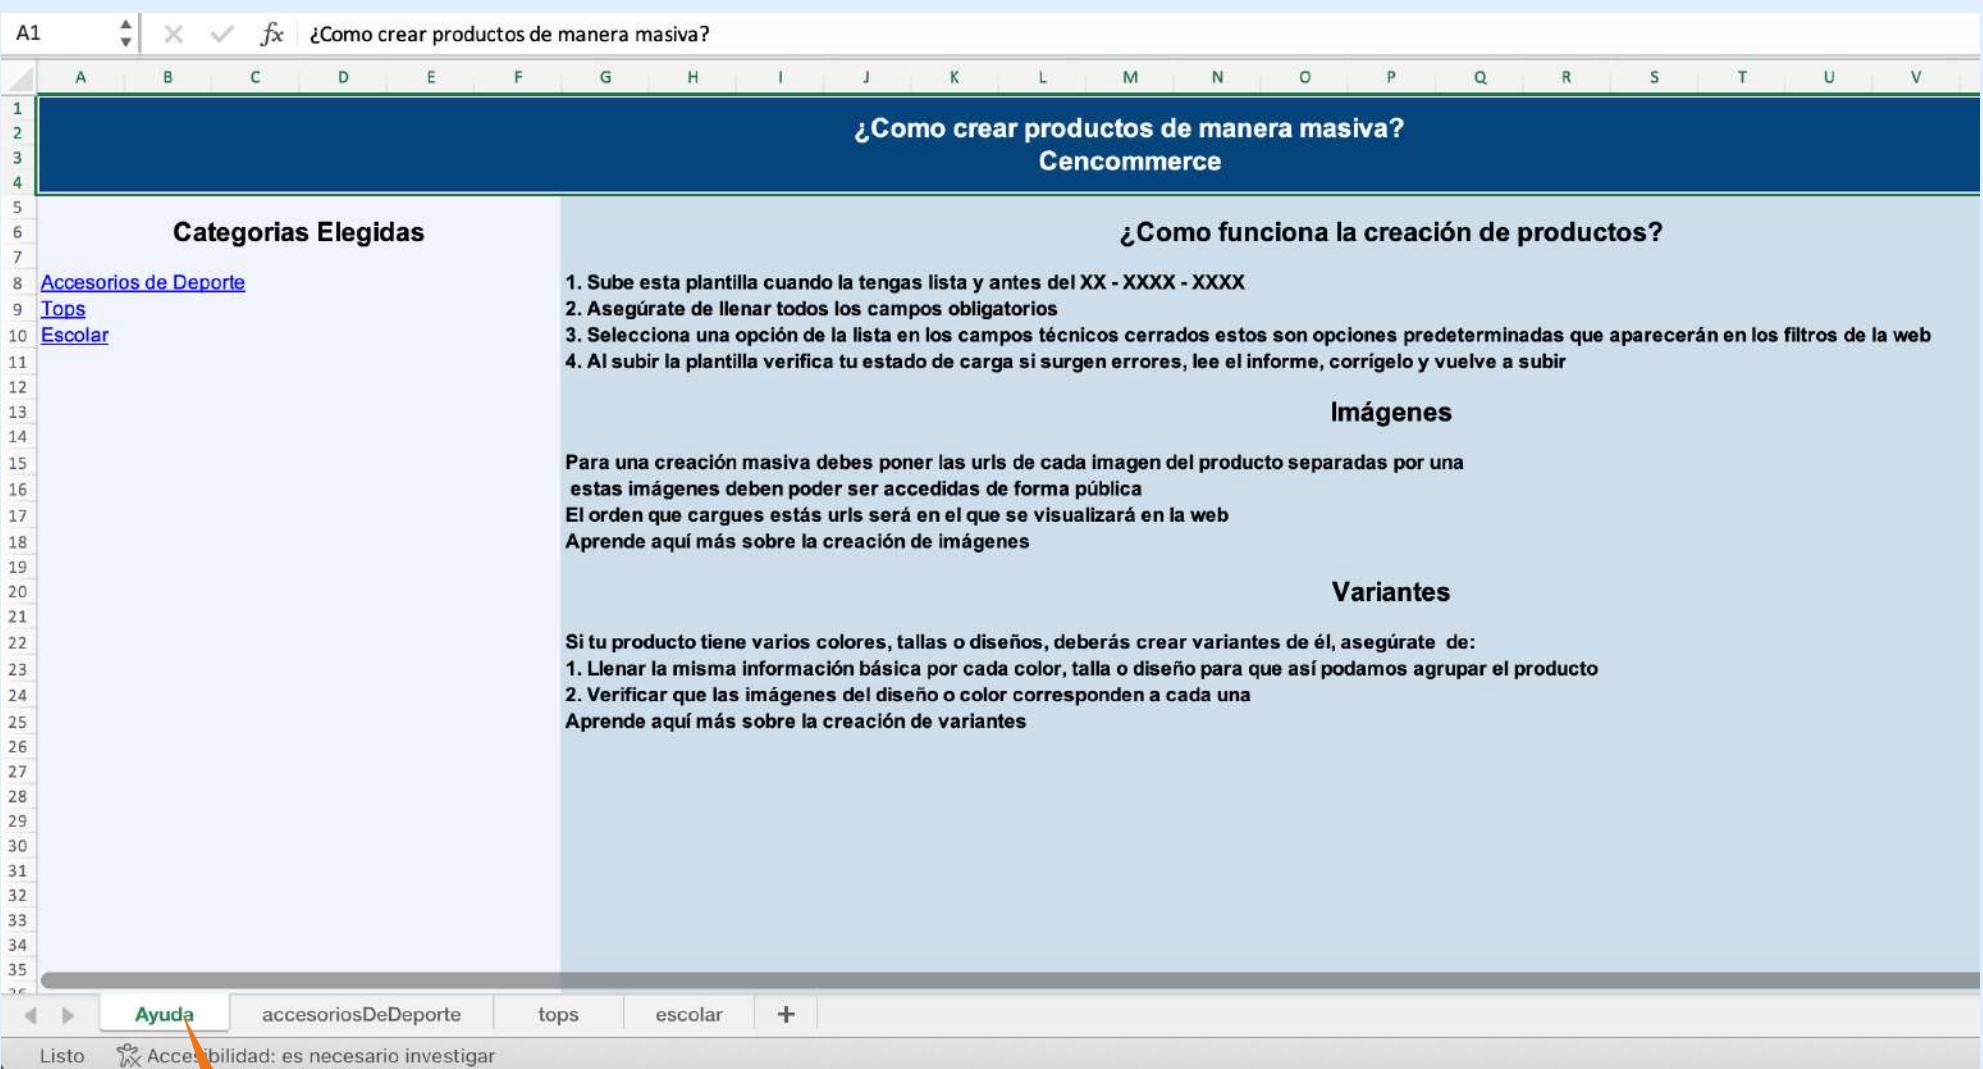 A1
fx ¿Como crear productos de manera masiva?
A B C D E F G H I J K L M N O P Q R S T U V
1
2
3
4
¿Como crear productos de manera masiva?
Cencommerce
5
6
7
Categorias Elegidas
¿Como funciona la creación de productos?
8 Accesorios de Deporte
1. Sube esta plantilla cuando la tengas lista y antes del XX - XXXX - XXXX
9 Tops
2. Asegúrate de llenar todos los campos obligatorios
10 Escolar
3. Selecciona una opción de la lista en los campos técnicos cerrados estos son opciones predeterminadas que aparecerán en los filtros de la web
11
4. Al subir la plantilla verifica tu estado de carga si surgen errores, lee el informe, corrígelo y vuelve a subir
12
13
14
Imágenes
15
Para una creación masiva debes poner las urls de cada imagen del producto separadas por una
16
estas imágenes deben poder ser accedidas de forma pública
17
El orden que cargues estás urls será en el que se visualizará en la web
18
Aprende aquí más sobre la creación de imágenes
19
20
21
Variantes
22
Si tu producto tiene varios colores, tallas o diseños, deberás crear variantes de él, asegúrate de:
23
1. Llenar la misma información básica por cada color, talla o diseño para que así podamos agrupar el producto
24
2. Verificar que las imágenes del diseño o color corresponden a cada una
25
Aprende aquí más sobre la creación de variantes
26
27
28
29
30
31
32
33
34
35
Ayuda accesoriosDeDeporte tops escolar +
Listo Accesibilidad: es necesario investigar